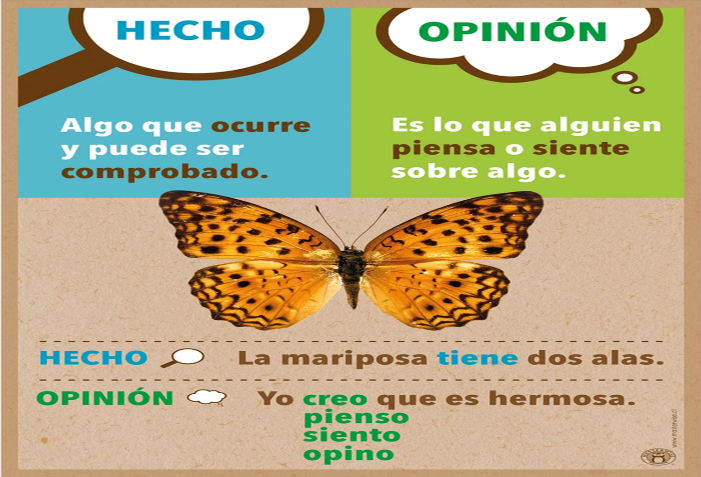 HECHO
OPINIÓN
Algo que ocurre
y puede ser
comprobado.
Es lo que alguien
piensa o siente
sobre algo.
HECHO La mariposa tiene dos alas.
OPINIÓN Yo creo que es hermosa.
pienso
siento
opino